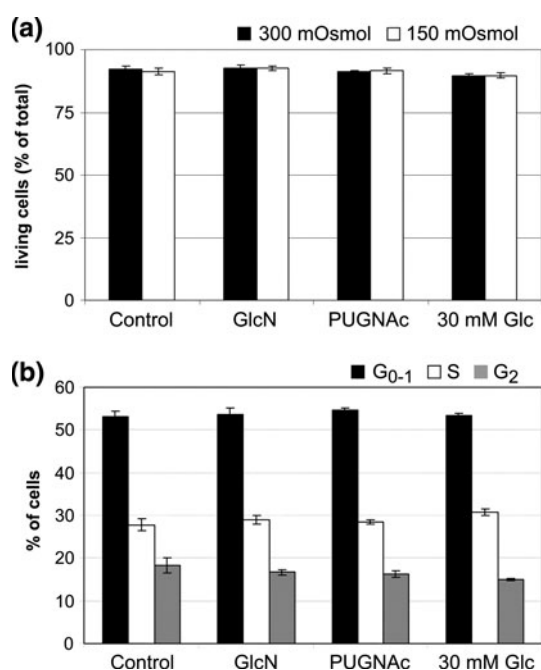 (a)
300 mOsmol 150 mOsmol
living cells (% of total)
100
75
50
25
0
Control GlcN PUGNAc 30 mM Glc
(b)
G0-1 S G2
% of cells
60
50
40
30
20
10
0
Control GlcN PUGNAc 30 mM Glc